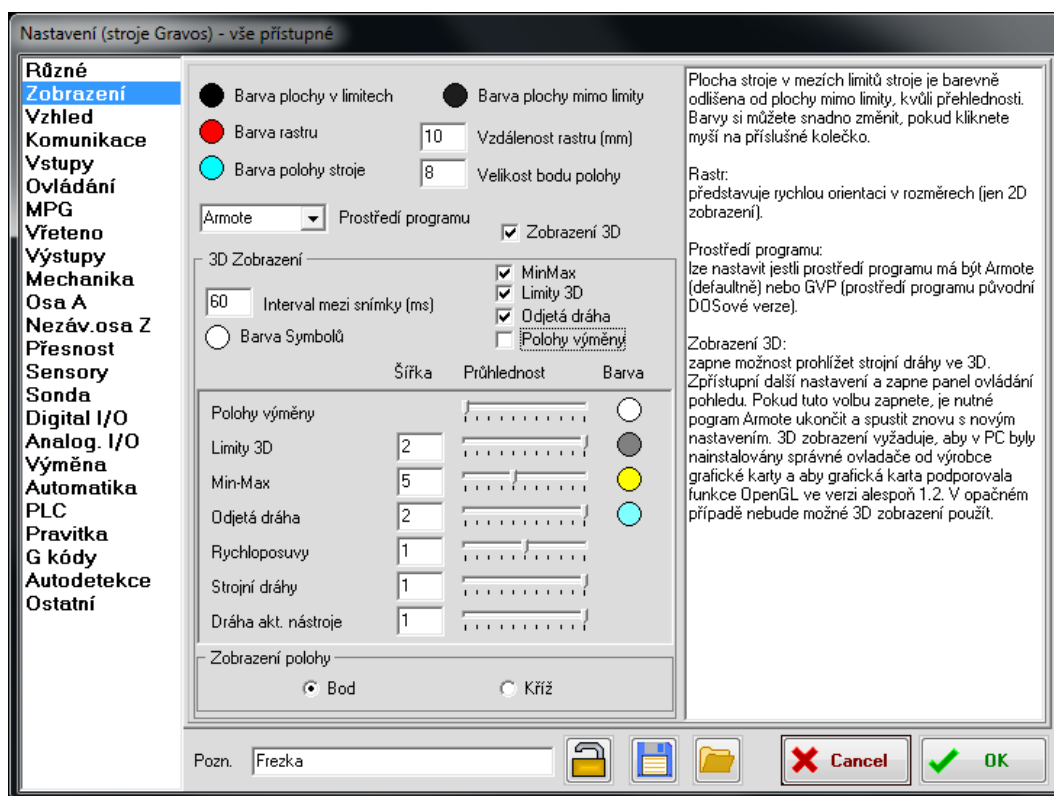 Nastavení (stroje Gravos) - vše přístupné
Různé
Zobrazení
Vzhled
Komunikace
Vstupy
Ovládání
MPG
Vřeteno
Výstupy
Mechanika
Osa A
Nezáv.osa Z
Přesnost
Sensory
Sonda
Digital I/O
Analog. I/O
Výměna
Automatika
PLC
Pravitka
G kódy
Autodetekce
Ostatní
Barva plochy v limitech
Barva plochy mimo limity
Barva rastru
10 Vzdálenost rastru (mm)
Barva polohy stroje
8 Velikost bodu polohy
Armote Prostředí programu
Zobrazení 3D
3D Zobrazení
MinMax
Limity 3D
Odjetá dráha
Polohy výměny
60 Interval mezi snímky (ms)
Barva Symbolů
Šířka Průhlednost Barva
Polohy výměny
Limity 3D 2
Min-Max 5
Odjetá dráha 2
Rychloposuvy 1
Strojní dráhy 1
Dráha akt. nástroje 1
Zobrazení polohy
Bod Kříž
Plocha stroje v mezích limitů stroje je barevně
odlišena od plochy mimo limity, kvůli přehlednosti.
Barvy si můžete snadno změnit, pokud kliknete
myší na příslušné kolečko.
Rastr:
představuje rychlou orientaci v rozměrech (jen 2D
zobrazení).
Prostředí programu:
lze nastavit jestli prostředí programu má být Armote
(defaultně) nebo GVP (prostředí programu původní
DOSové verze).
Zobrazení 3D:
zapne možnost prohlížet strojní dráhy ve 3D.
Zpřístupní další nastavení a zapne panel ovládání
pohledu. Pokud tuto volbu zapnete, je nutné
pogram Armote ukončit a spustit znovu s novým
nastavením. 3D zobrazení vyžaduje, aby v PC byly
nainstalovány správné ovladače od výrobce
grafické karty a aby grafická karta podporovala
funkce OpenGL ve verzi alespoň 1.2. V opačném
případě nebude možné 3D zobrazení použít.
Pozn. Frezka
Cancel
OK